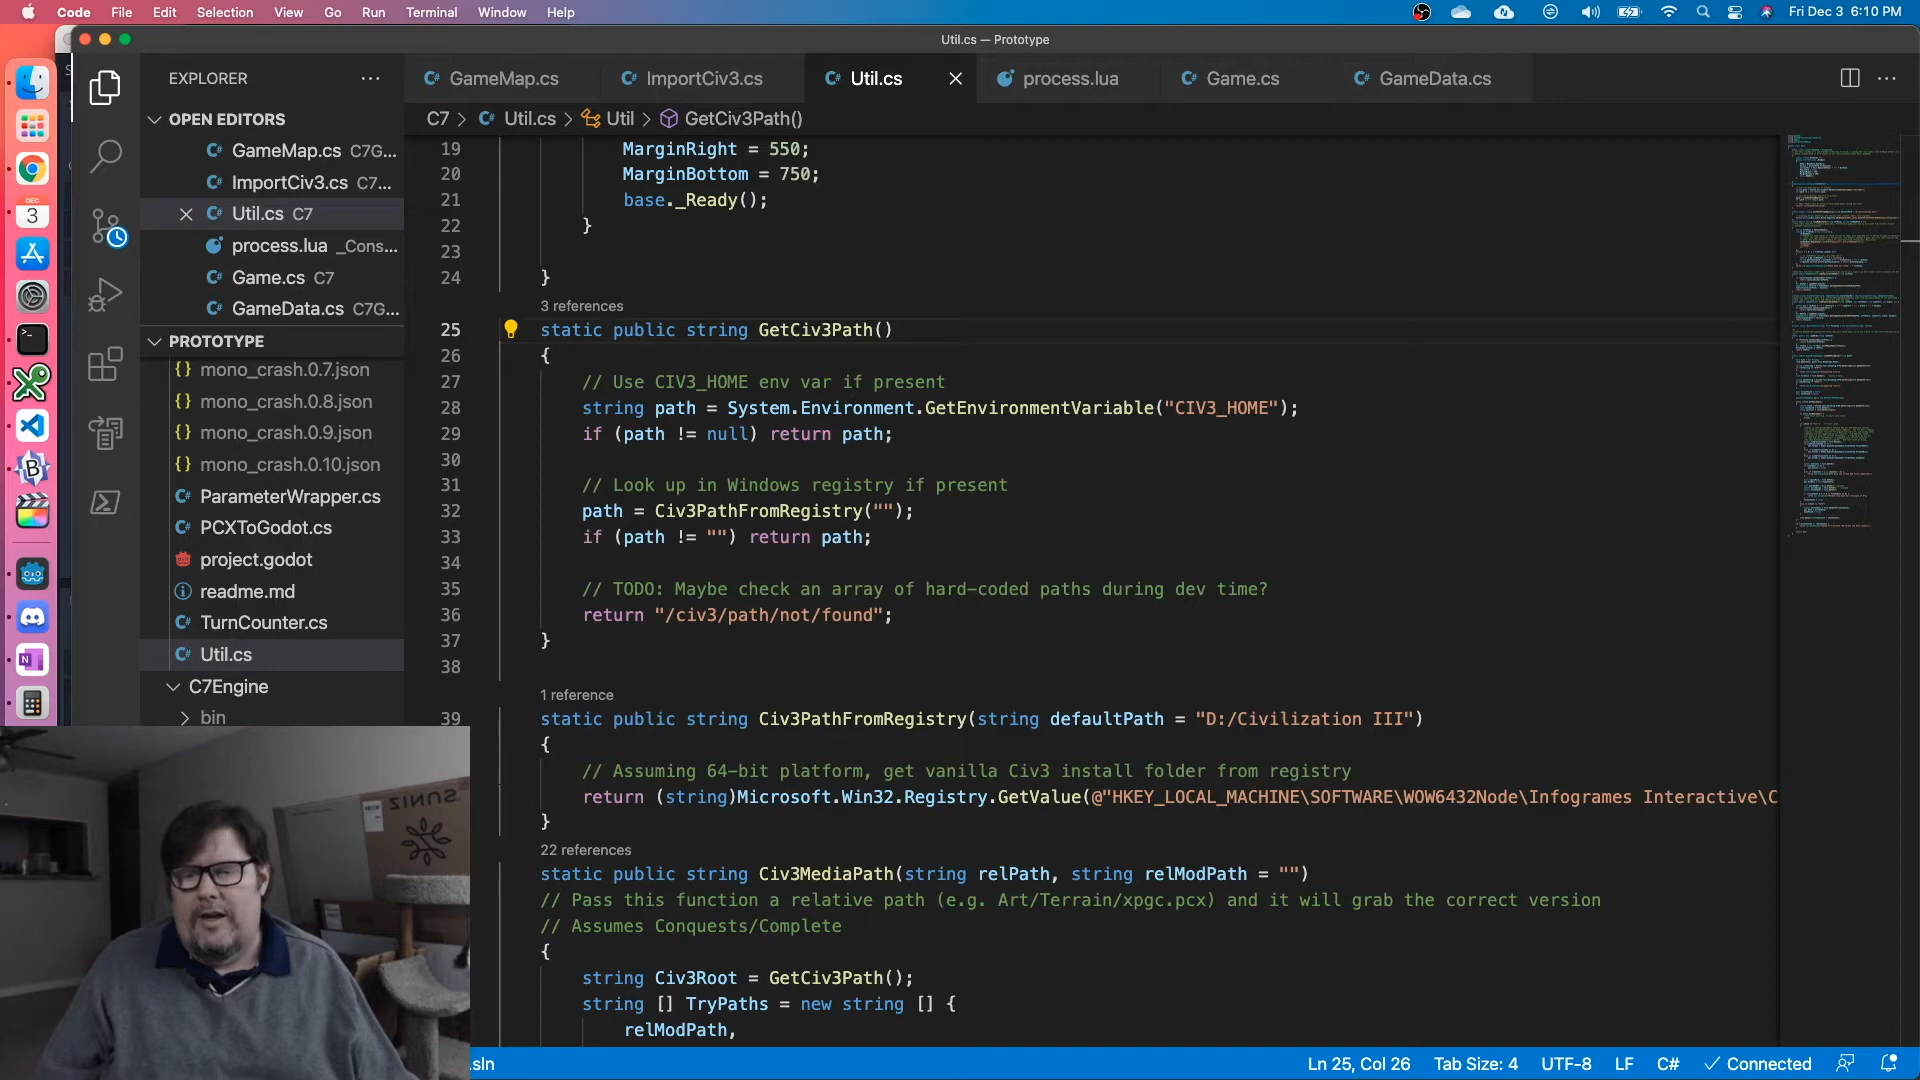 Code File Edit Selection View Go Run Terminal Window Help
Fri Dec 3 6:10 PM
Util.cs — Prototype
EXPLORER
GameMap.cs ImportCiv3.cs Util.cs process.lua Game.cs GameData.cs
OPEN EDITORS
C7 > Util.cs > Util > GetCiv3Path()
GameMap.cs C7G...
ImportCiv3.cs C7...
Util.cs C7
process.lua _Cons...
Game.cs C7
GameData.cs C7G...
PROTOTYPE
mono_crash.0.7.json
mono_crash.0.8.json
mono_crash.0.9.json
mono_crash.0.10.json
ParameterWrapper.cs
PCXToGodot.cs
project.godot
readme.md
TurnCounter.cs
Util.cs
C7Engine
bin
DEC
3
19 MarginRight = 550;
20 MarginBottom = 750;
21 base._Ready();
22 }
23
24 }
3 references
25 static public string GetCiv3Path()
26 {
27 // Use CIV3_HOME env var if present
28 string path = System.Environment.GetEnvironmentVariable("CIV3_HOME");
29 if (path != null) return path;
30
31 // Look up in Windows registry if present
32 path = Civ3PathFromRegistry("");
33 if (path != "") return path;
34
35 // TODO: Maybe check an array of hard-coded paths during dev time?
36 return "/civ3/path/not/found";
37 }
38
1 reference
39 static public string Civ3PathFromRegistry(string defaultPath = "D:/Civilization III")
{
// Assuming 64-bit platform, get vanilla Civ3 install folder from registry
return (string)Microsoft.Win32.Registry.GetValue(@"HKEY_LOCAL_MACHINE\SOFTWARE\WOW6432Node\Infogrames Interactive\C
}
22 references
static public string Civ3MediaPath(string relPath, string relModPath = "")
// Pass this function a relative path (e.g. Art/Terrain/xpgc.pcx) and it will grab the correct version
// Assumes Conquests/Complete
{
string Civ3Root = GetCiv3Path();
string [] TryPaths = new string [] {
relModPath,
.sln
Ln 25, Col 26 Tab Size: 4 UTF-8 LF C# Connected